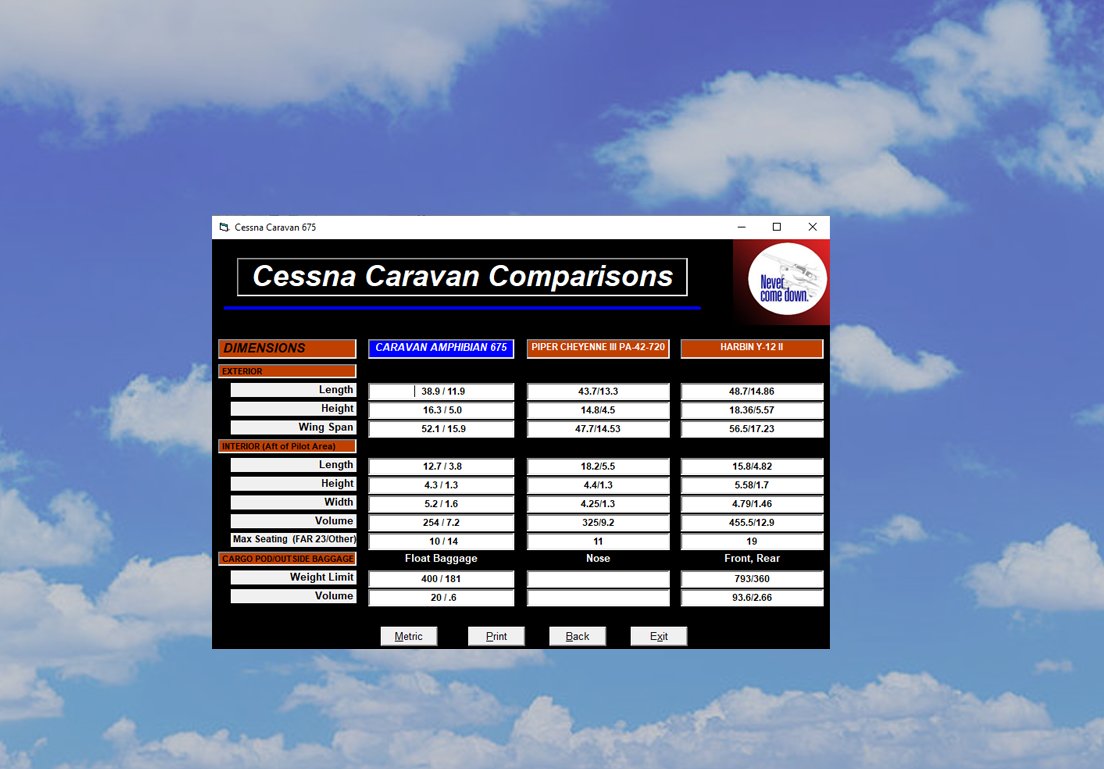 Cessna Caravan 675
Cessna Caravan Comparisons
Never
come down.
DIMENSIONS CARAVAN AMPHIBIAN 675 PIPER CHEYENNE III PA-42-720 HARBIN Y-12 II
EXTERIOR
Length 38.9 / 11.9 43.7/13.3 48.7/14.86
Height 16.3 / 5.0 14.8/4.5 18.36/5.57
Wing Span 52.1 / 15.9 47.7/14.53 56.5/17.23
INTERIOR (Aft of Pilot Area)
Length 12.7 / 3.8 18.2/5.5 15.8/4.82
Height 4.3 / 1.3 4.4/1.3 5.58/1.7
Width 5.2 / 1.6 4.25/1.3 4.79/1.46
Volume 254 / 7.2 325/9.2 455.5/12.9
Max Seating (FAR 23/Other) 10 / 14 11 19
CARGO POD/OUTSIDE BAGGAGE Float Baggage Nose Front, Rear
Weight Limit 400 / 181 793/360
Volume 20 / .6 93.6/2.66
Metric Print Back Exit